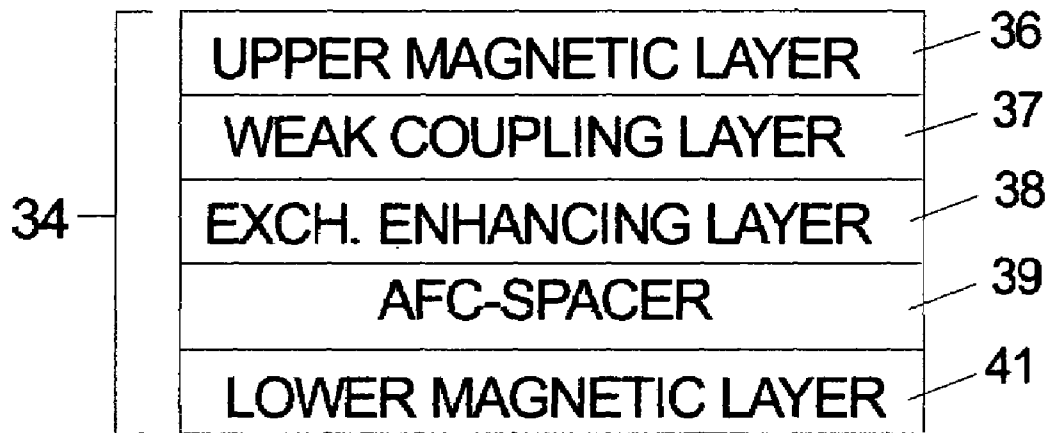 UPPER MAGNETIC LAYER 36
WEAK COUPLING LAYER 37
34 EXCH. ENHANCING LAYER 38
AFC-SPACER 39
LOWER MAGNETIC LAYER 41